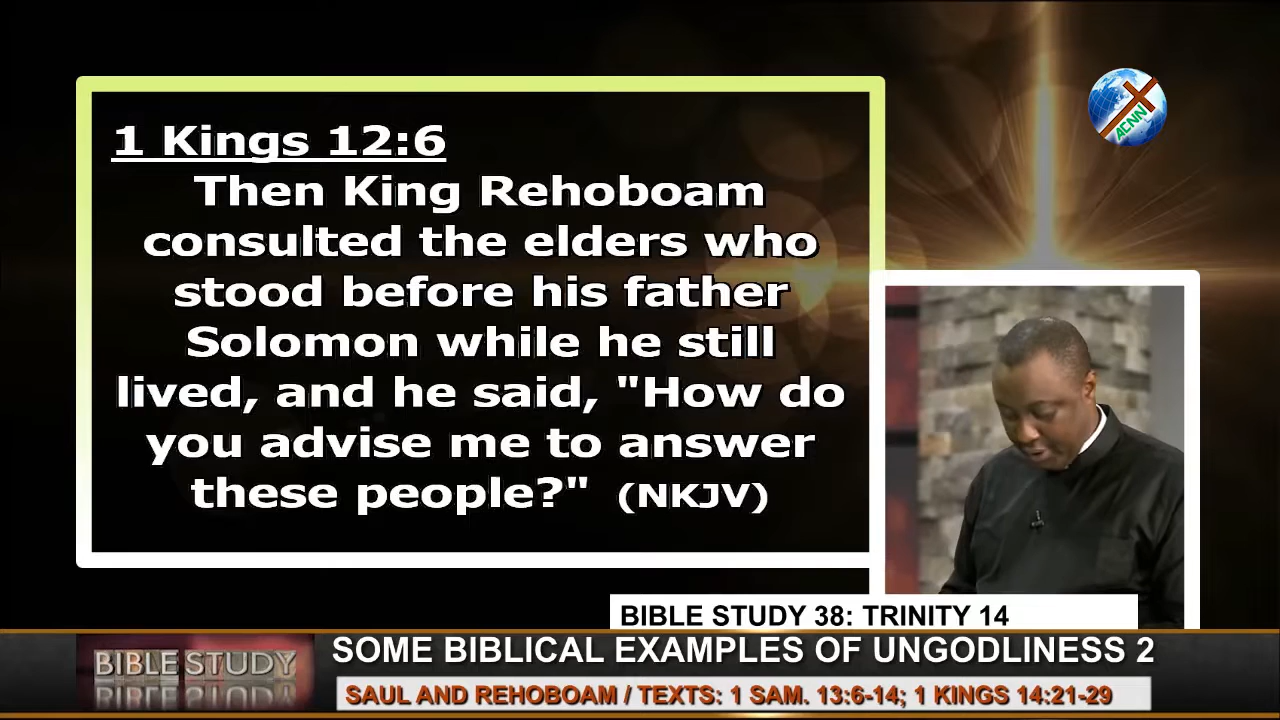 1 Kings 12:6
Then King Rehoboam
consulted the elders who
stood before his father
Solomon while he still
lived, and he said, "How do
you advise me to answer
these people?" (NKJV)
ACNN
BIBLE STUDY 38: TRINITY 14
BIBLE STUDY
SOME BIBLICAL EXAMPLES OF UNGODLINESS 2
SAUL AND REHOBOAM / TEXTS: 1 SAM. 13:6-14; 1 KINGS 14:21-29